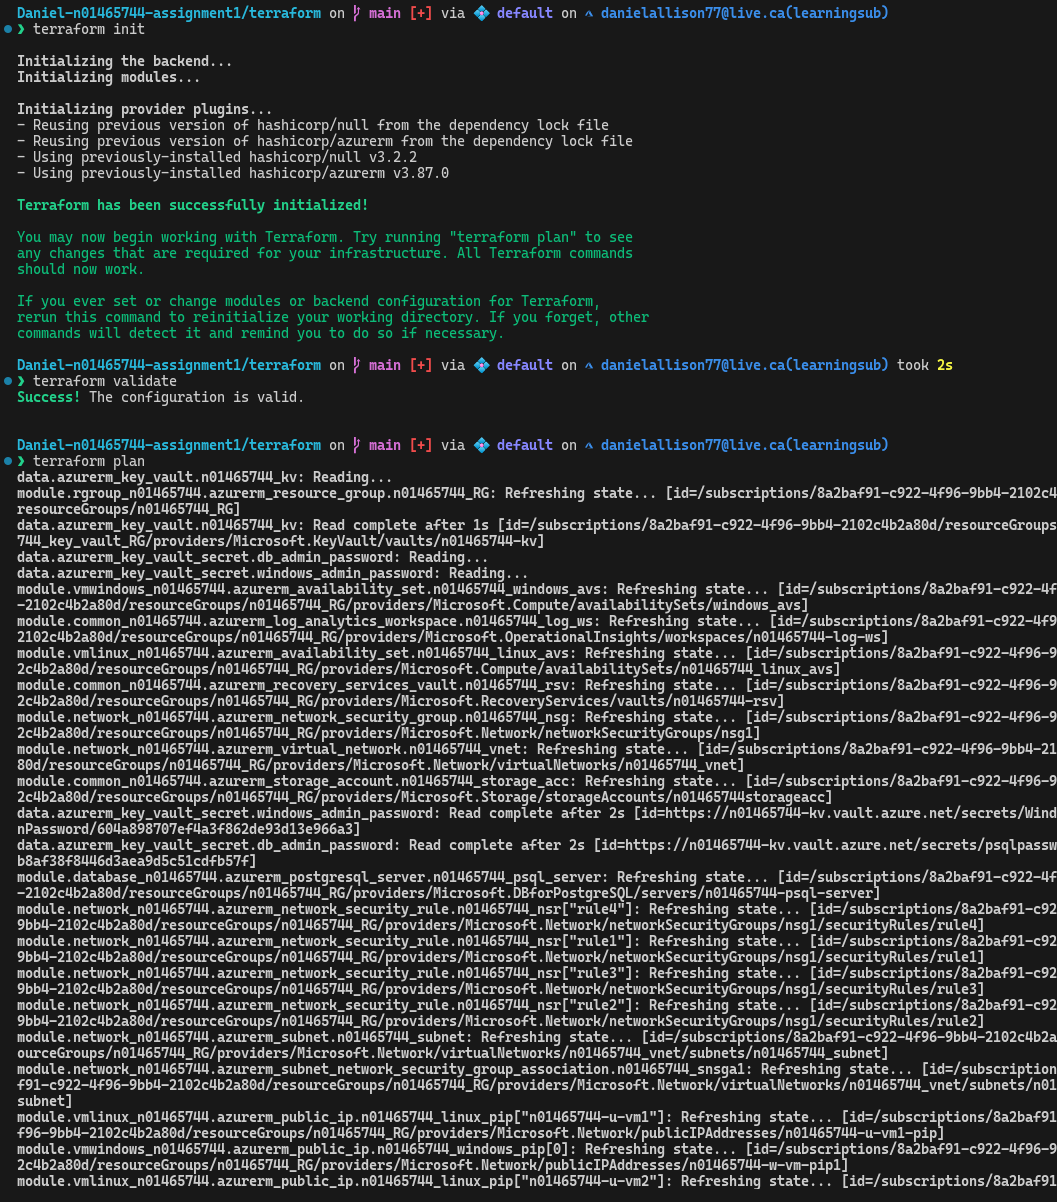 Daniel-n01465744-assignment1/terraform on main [+] via default on danielallison77@live.ca(learningsub)
❯ terraform init
Initializing the backend...
Initializing modules...
Initializing provider plugins...
- Reusing previous version of hashicorp/null from the dependency lock file
- Reusing previous version of hashicorp/azurerm from the dependency lock file
- Using previously-installed hashicorp/null v3.2.2
- Using previously-installed hashicorp/azurerm v3.87.0
Terraform has been successfully initialized!
You may now begin working with Terraform. Try running "terraform plan" to see
any changes that are required for your infrastructure. All Terraform commands
should now work.
If you ever set or change modules or backend configuration for Terraform,
rerun this command to reinitialize your working directory. If you forget, other
commands will detect it and remind you to do so if necessary.
Daniel-n01465744-assignment1/terraform on main [+] via default on danielallison77@live.ca(learningsub) took 2s
❯ terraform validate
Success! The configuration is valid.
Daniel-n01465744-assignment1/terraform on main [+] via default on danielallison77@live.ca(learningsub)
❯ terraform plan
data.azurerm_key_vault.n01465744_kv: Reading...
module.rgroup_n01465744.azurerm_resource_group.n01465744_RG: Refreshing state... [id=/subscriptions/8a2baf91-c922-4f96-9bb4-2102c4
resourceGroups/n01465744_RG]
data.azurerm_key_vault.n01465744_kv: Read complete after 1s [id=/subscriptions/8a2baf91-c922-4f96-9bb4-2102c4b2a80d/resourceGroups
744_key_vault_RG/providers/Microsoft.KeyVault/vaults/n01465744-kv]
data.azurerm_key_vault_secret.db_admin_password: Reading...
data.azurerm_key_vault_secret.windows_admin_password: Reading...
module.vmwindows_n01465744.azurerm_availability_set.n01465744_windows_avs: Refreshing state... [id=/subscriptions/8a2baf91-c922-4f
-2102c4b2a80d/resourceGroups/n01465744_RG/providers/Microsoft.Compute/availabilitySets/windows_avs]
module.common_n01465744.azurerm_log_analytics_workspace.n01465744_log_ws: Refreshing state... [id=/subscriptions/8a2baf91-c922-4f9
2102c4b2a80d/resourceGroups/n01465744_RG/providers/Microsoft.OperationalInsights/workspaces/n01465744-log-ws]
module.vmlinux_n01465744.azurerm_availability_set.n01465744_linux_avs: Refreshing state... [id=/subscriptions/8a2baf91-c922-4f96-9
2c4b2a80d/resourceGroups/n01465744_RG/providers/Microsoft.Compute/availabilitySets/n01465744_linux_avs]
module.common_n01465744.azurerm_recovery_services_vault.n01465744_rsv: Refreshing state... [id=/subscriptions/8a2baf91-c922-4f96-9
2c4b2a80d/resourceGroups/n01465744_RG/providers/Microsoft.RecoveryServices/vaults/n01465744-rsv]
module.network_n01465744.azurerm_network_security_group.n01465744_nsg: Refreshing state... [id=/subscriptions/8a2baf91-c922-4f96-9
2c4b2a80d/resourceGroups/n01465744_RG/providers/Microsoft.Network/networkSecurityGroups/nsg1]
module.network_n01465744.azurerm_virtual_network.n01465744_vnet: Refreshing state... [id=/subscriptions/8a2baf91-c922-4f96-9bb4-21
80d/resourceGroups/n01465744_RG/providers/Microsoft.Network/virtualNetworks/n01465744_vnet]
module.common_n01465744.azurerm_storage_account.n01465744_storage_acc: Refreshing state... [id=/subscriptions/8a2baf91-c922-4f96-9
2c4b2a80d/resourceGroups/n01465744_RG/providers/Microsoft.Storage/storageAccounts/n01465744storageacc]
data.azurerm_key_vault_secret.windows_admin_password: Read complete after 2s [id=https://n01465744-kv.vault.azure.net/secrets/Wind
nPassword/604a898707ef4a3f862de93d13e966a3]
data.azurerm_key_vault_secret.db_admin_password: Read complete after 2s [id=https://n01465744-kv.vault.azure.net/secrets/psqlpassw
b8af38f8446d3aea9d5c51cdfb57f]
module.database_n01465744.azurerm_postgresql_server.n01465744_psql_server: Refreshing state... [id=/subscriptions/8a2baf91-c922-4f
-2102c4b2a80d/resourceGroups/n01465744_RG/providers/Microsoft.DBforPostgreSQL/servers/n01465744-psql-server]
module.network_n01465744.azurerm_network_security_rule.n01465744_nsr["rule4"]: Refreshing state... [id=/subscriptions/8a2baf91-c92
9bb4-2102c4b2a80d/resourceGroups/n01465744_RG/providers/Microsoft.Network/networkSecurityGroups/nsg1/securityRules/rule4]
module.network_n01465744.azurerm_network_security_rule.n01465744_nsr["rule1"]: Refreshing state... [id=/subscriptions/8a2baf91-c92
9bb4-2102c4b2a80d/resourceGroups/n01465744_RG/providers/Microsoft.Network/networkSecurityGroups/nsg1/securityRules/rule1]
module.network_n01465744.azurerm_network_security_rule.n01465744_nsr["rule3"]: Refreshing state... [id=/subscriptions/8a2baf91-c92
9bb4-2102c4b2a80d/resourceGroups/n01465744_RG/providers/Microsoft.Network/networkSecurityGroups/nsg1/securityRules/rule3]
module.network_n01465744.azurerm_network_security_rule.n01465744_nsr["rule2"]: Refreshing state... [id=/subscriptions/8a2baf91-c92
9bb4-2102c4b2a80d/resourceGroups/n01465744_RG/providers/Microsoft.Network/networkSecurityGroups/nsg1/securityRules/rule2]
module.network_n01465744.azurerm_subnet.n01465744_subnet: Refreshing state... [id=/subscriptions/8a2baf91-c922-4f96-9bb4-2102c4b2a
ourceGroups/n01465744_RG/providers/Microsoft.Network/virtualNetworks/n01465744_vnet/subnets/n01465744_subnet]
module.network_n01465744.azurerm_subnet_network_security_group_association.n01465744_snsga1: Refreshing state... [id=/subscription
f91-c922-4f96-9bb4-2102c4b2a80d/resourceGroups/n01465744_RG/providers/Microsoft.Network/virtualNetworks/n01465744_vnet/subnets/n01
subnet]
module.vmlinux_n01465744.azurerm_public_ip.n01465744_linux_pip["n01465744-u-vm1"]: Refreshing state... [id=/subscriptions/8a2baf91
f96-9bb4-2102c4b2a80d/resourceGroups/n01465744_RG/providers/Microsoft.Network/publicIPAddresses/n01465744-u-vm1-pip]
module.vmwindows_n01465744.azurerm_public_ip.n01465744_windows_pip[0]: Refreshing state... [id=/subscriptions/8a2baf91-c922-4f96-9
2c4b2a80d/resourceGroups/n01465744_RG/providers/Microsoft.Network/publicIPAddresses/n01465744-w-vm-pip1]
module.vmlinux_n01465744.azurerm_public_ip.n01465744_linux_pip["n01465744-u-vm2"]: Refreshing state... [id=/subscriptions/8a2baf91